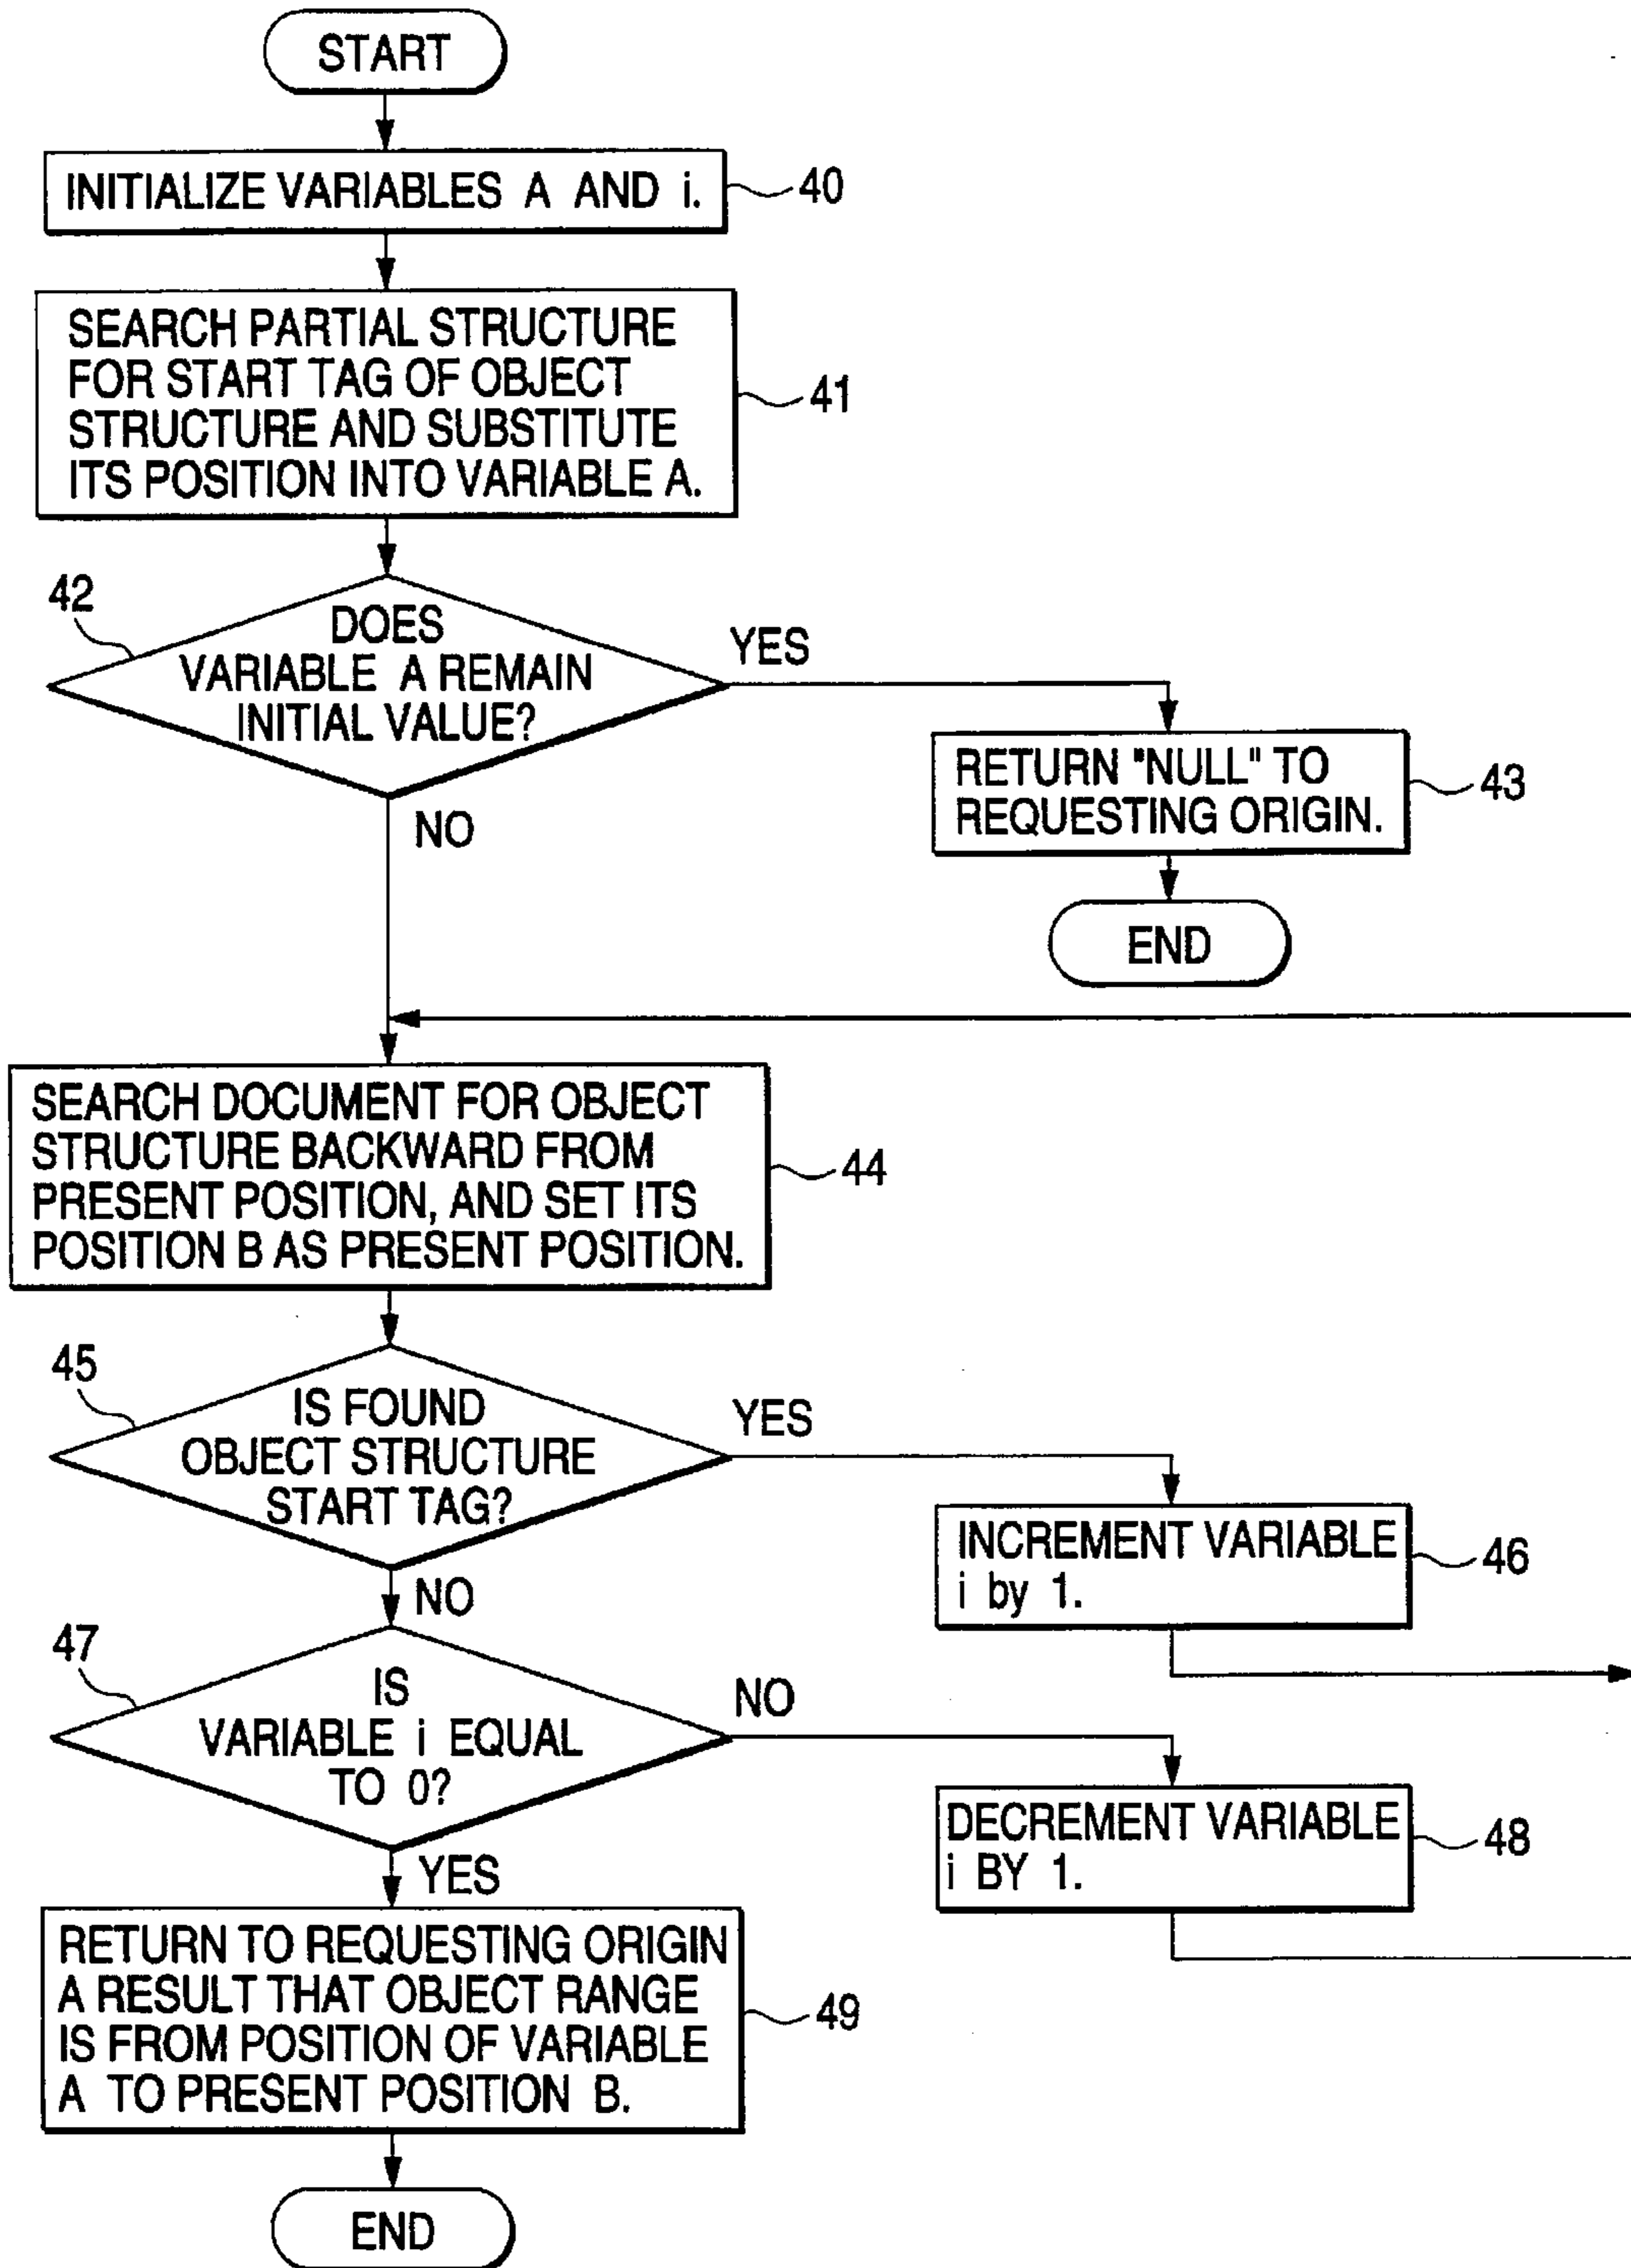 START
INITIALIZE VARIABLES A AND i.
40
SEARCH PARTIAL STRUCTURE
FOR START TAG OF OBJECT
STRUCTURE AND SUBSTITUTE
ITS POSITION INTO VARIABLE A.
41
42
DOES
VARIABLE A REMAIN
INITIAL VALUE?
YES
NO
RETURN "NULL" TO
REQUESTING ORIGIN.
43
END
SEARCH DOCUMENT FOR OBJECT
STRUCTURE BACKWARD FROM
PRESENT POSITION, AND SET ITS
POSITION B AS PRESENT POSITION.
44
45
IS FOUND
OBJECT STRUCTURE
START TAG?
YES
NO
INCREMENT VARIABLE
i by 1.
46
47
IS
VARIABLE i EQUAL
TO 0?
NO
YES
DECREMENT VARIABLE
i BY 1.
48
RETURN TO REQUESTING ORIGIN
A RESULT THAT OBJECT RANGE
IS FROM POSITION OF VARIABLE
A TO PRESENT POSITION B.
49
END